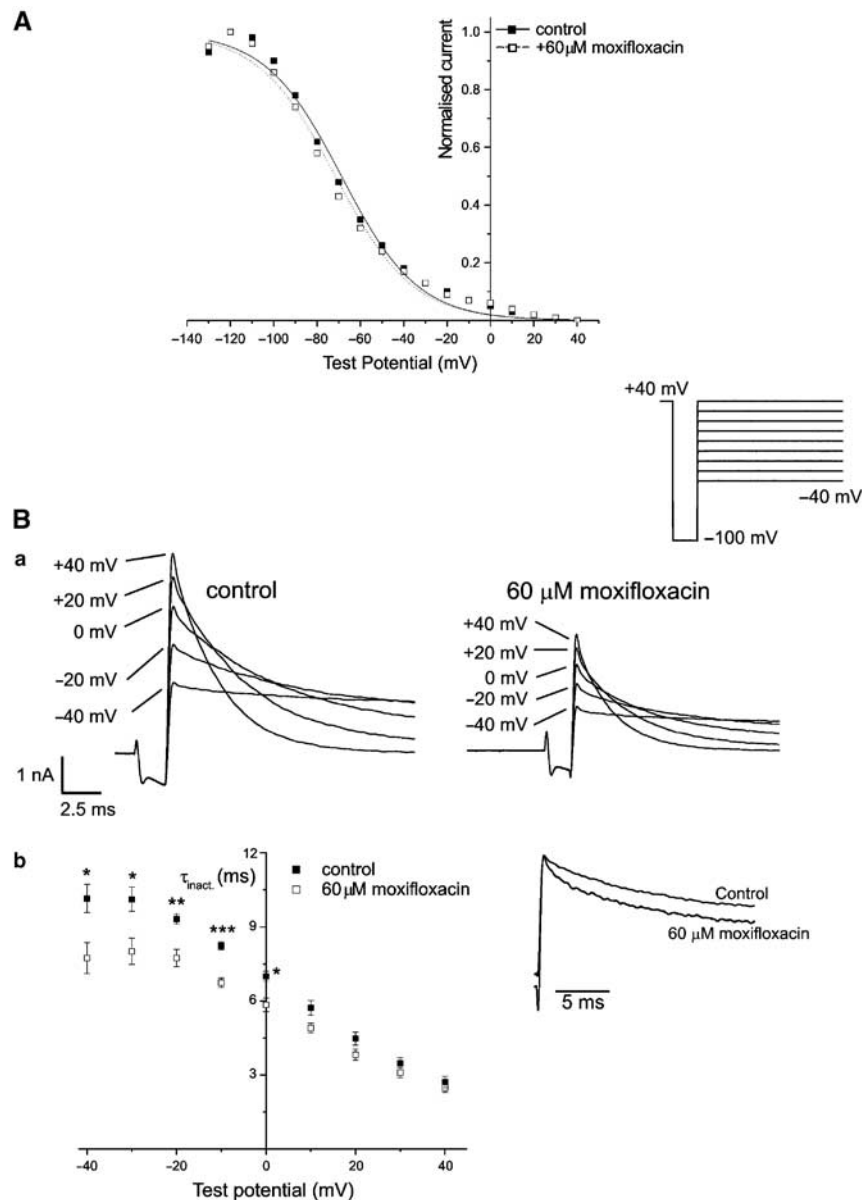 A
control
+60µM moxifloxacin
Normalised current
1.0
0.8
0.6
0.4
0.2
−140 −120 −100 −80 −60 −40 −20 0 20 40
Test Potential (mV)
+40 mV
−40 mV
−100 mV
B
a
+40 mV
+20 mV
0 mV
−20 mV
−40 mV
control
1 nA
2.5 ms
60 µM moxifloxacin
+40 mV
+20 mV
0 mV
−20 mV
−40 mV
b
τinact. (ms)
12
9
6
3
control
60µM moxifloxacin
* * ** *** *
−40 −20 0 20 40
Test potential (mV)
Control
60 µM moxifloxacin
5 ms